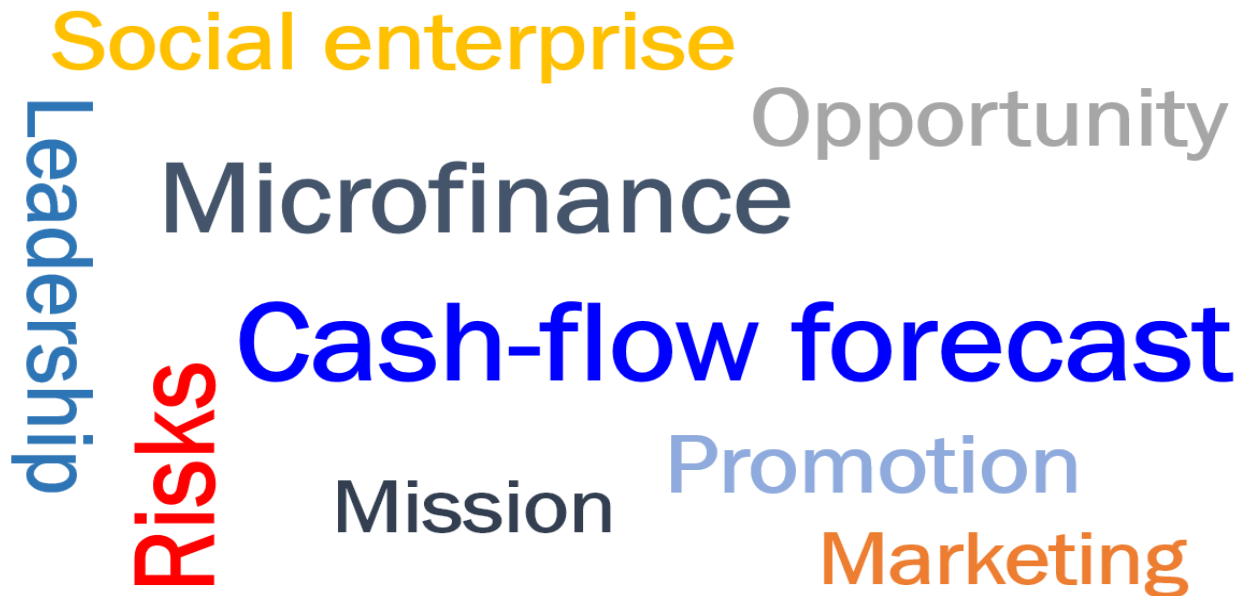 Social enterprise
Opportunity
Leadership
Microfinance
Cash-flow forecast
Risks
Promotion
Mission
Marketing